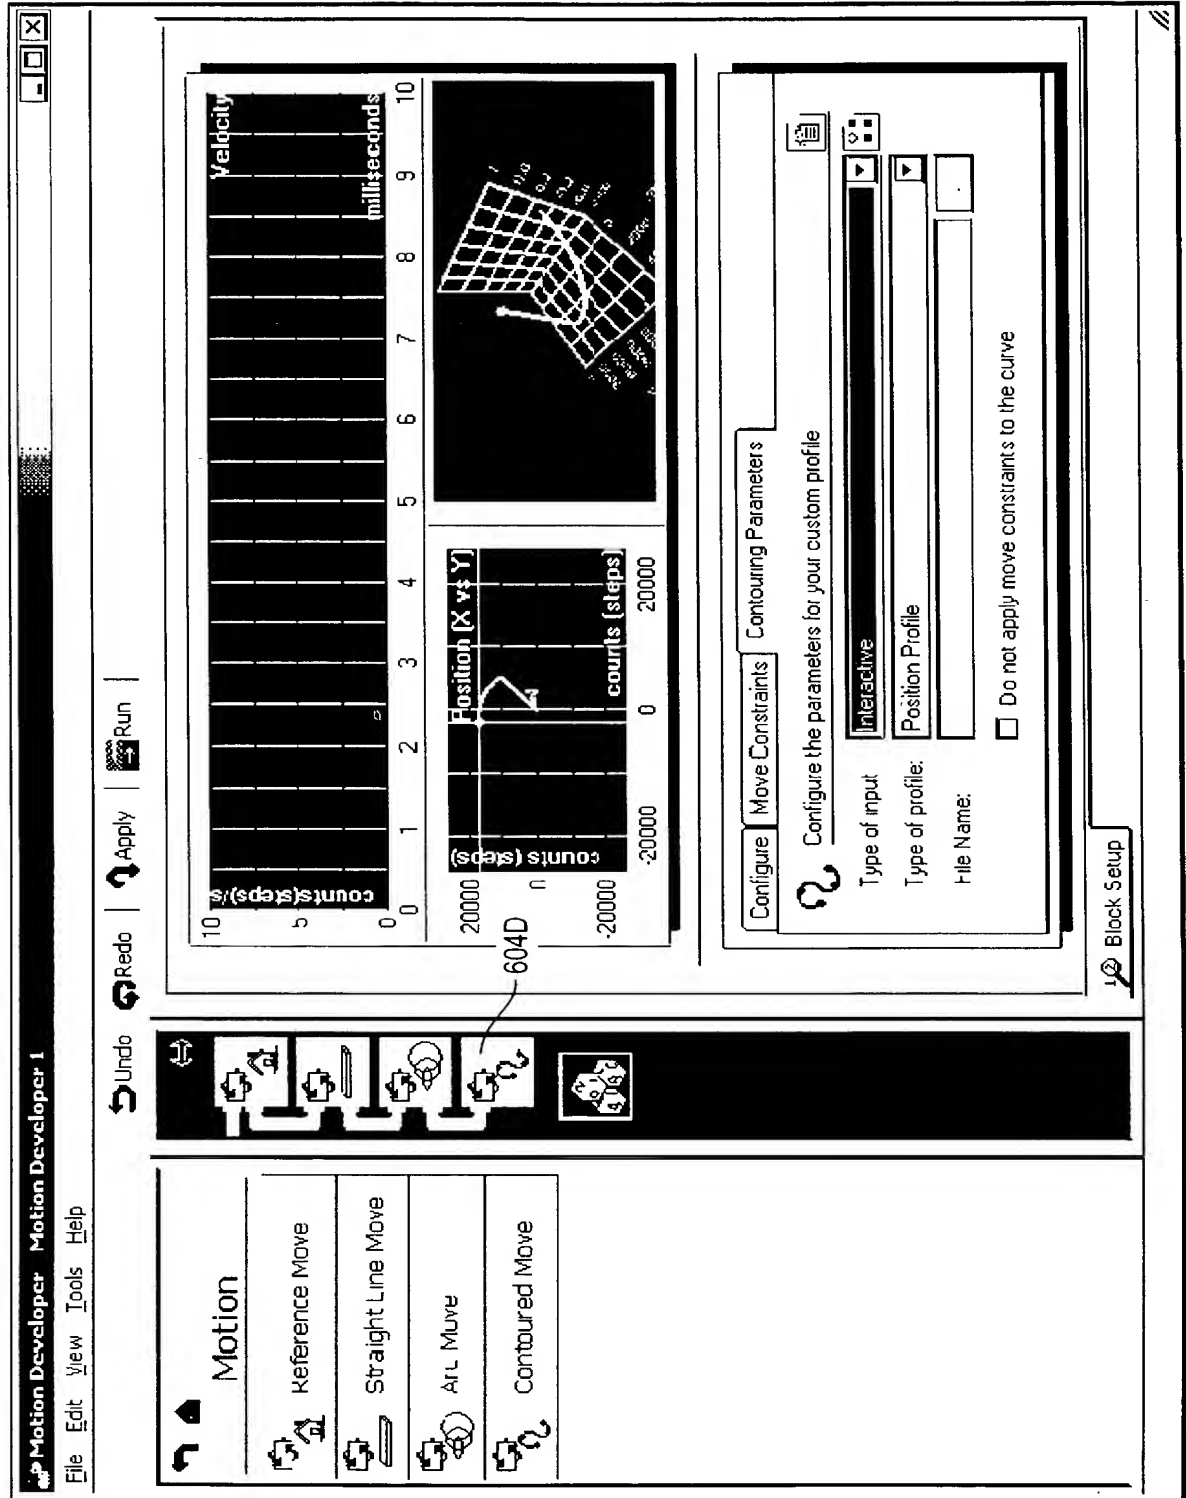 Motion Developer Motion Developer 1
File Edit View Tools Help
Undo Redo Apply Run
Motion
Reference Move
Straight Line Move
Arc Move
Contoured Move
604D
Velocity
milliseconds
counts(steps)/s
10
5
0
0 1 2 3 4 5 6 7 8 9 10
Position (X vs Y)
counts (steps)
counts (steps)
20000
0
-20000
-20000 0 20000
Configure Move Constraints Contouring Parameters
Configure the parameters for your custom profile
Type of input Interactive
Type of profile: Position Profile
File Name:
Do not apply move constraints to the curve
Block Setup